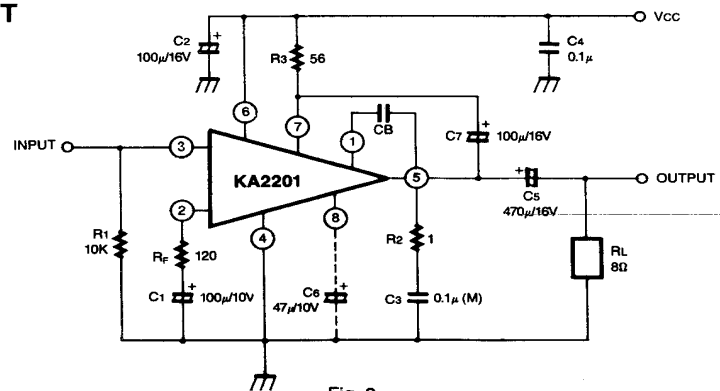 T
Vcc
C2
100µ/16V
R3
56
C4
0.1µ
6
7
1
CB
C7
100µ/16V
INPUT
3
KA2201
5
OUTPUT
C5
470µ/16V
2
8
4
R1
10K
RF
120
R2
1
RL
8Ω
C1
100µ/10V
C6
47µ/10V
C3
0.1µ (M)